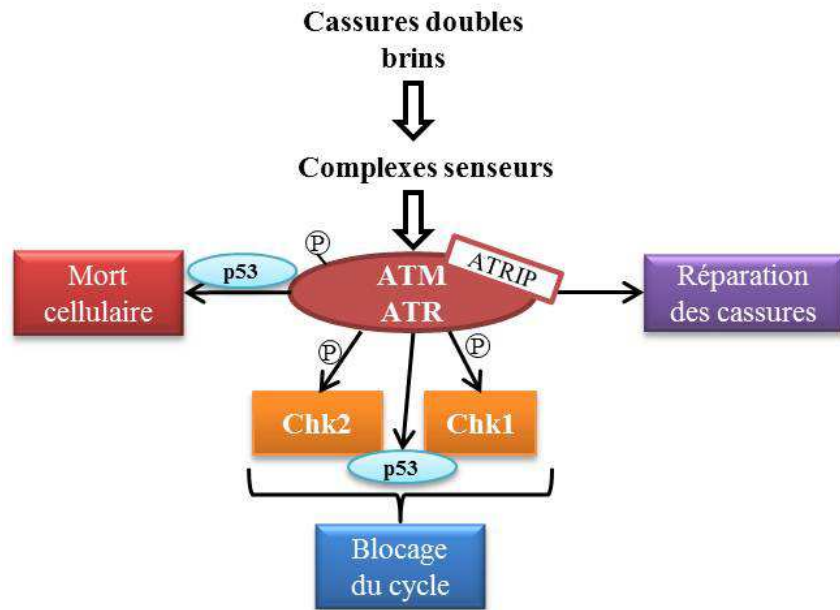 Cassures doubles
brins
Complexes senseurs
Ⓟ
ATRIP
p53
Mort
cellulaire
ATM
ATR
Réparation
des cassures
Ⓟ
Ⓟ
Chk2
Chk1
p53
Blocage
du cycle